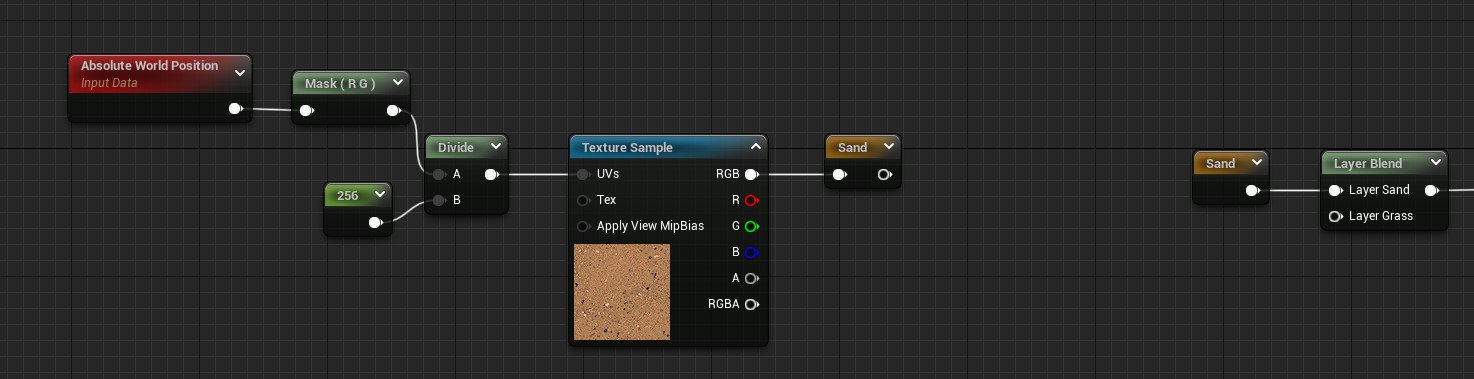 Absolute World Position
Input Data
Mask ( R G )
256
Divide
A
B
Texture Sample
UVs
RGB
Tex
R
Apply View MipBias
G
B
A
RGBA
Sand
Sand
Layer Blend
Layer Sand
Layer Grass